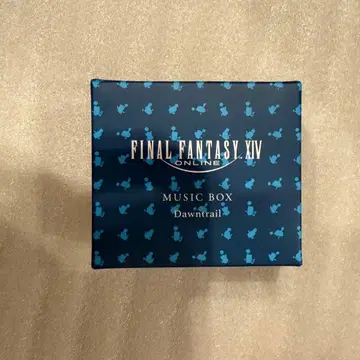 FINAL FANTASY XIV
ONLINE
MUSIC BOX
Dawntrail